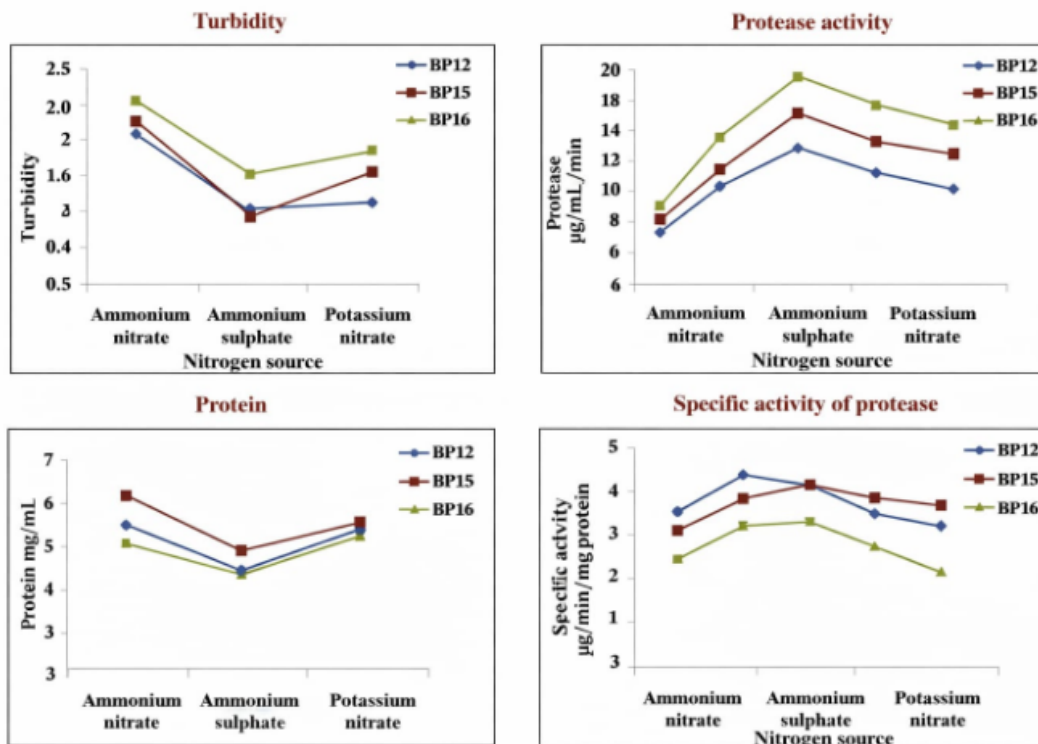 Turbidity
2.5
2.0
2
1.6
3
0.4
0.5
Turbidity
BP12
BP15
BP16
Ammonium nitrate
Ammonium sulphate
Potassium nitrate
Nitrogen source
Protease activity
20
18
14
12
10
8
6
6
Protease
µg/mL/min
BP12
BP15
BP16
Ammonium nitrate
Ammonium sulphate
Potassium nitrate
Nitrogen source
Protein
7
6
5
4
3
3
Protein mg/mL
BP12
BP15
BP16
Ammonium nitrate
Ammonium sulphate
Potassium nitrate
Specific activity of protease
5
4
3
2
1
3
Specific activity
µg/min/mg protein
BP12
BP15
BP16
Ammonium nitrate
Ammonium sulphate
Potassium nitrate
Nitrogen source